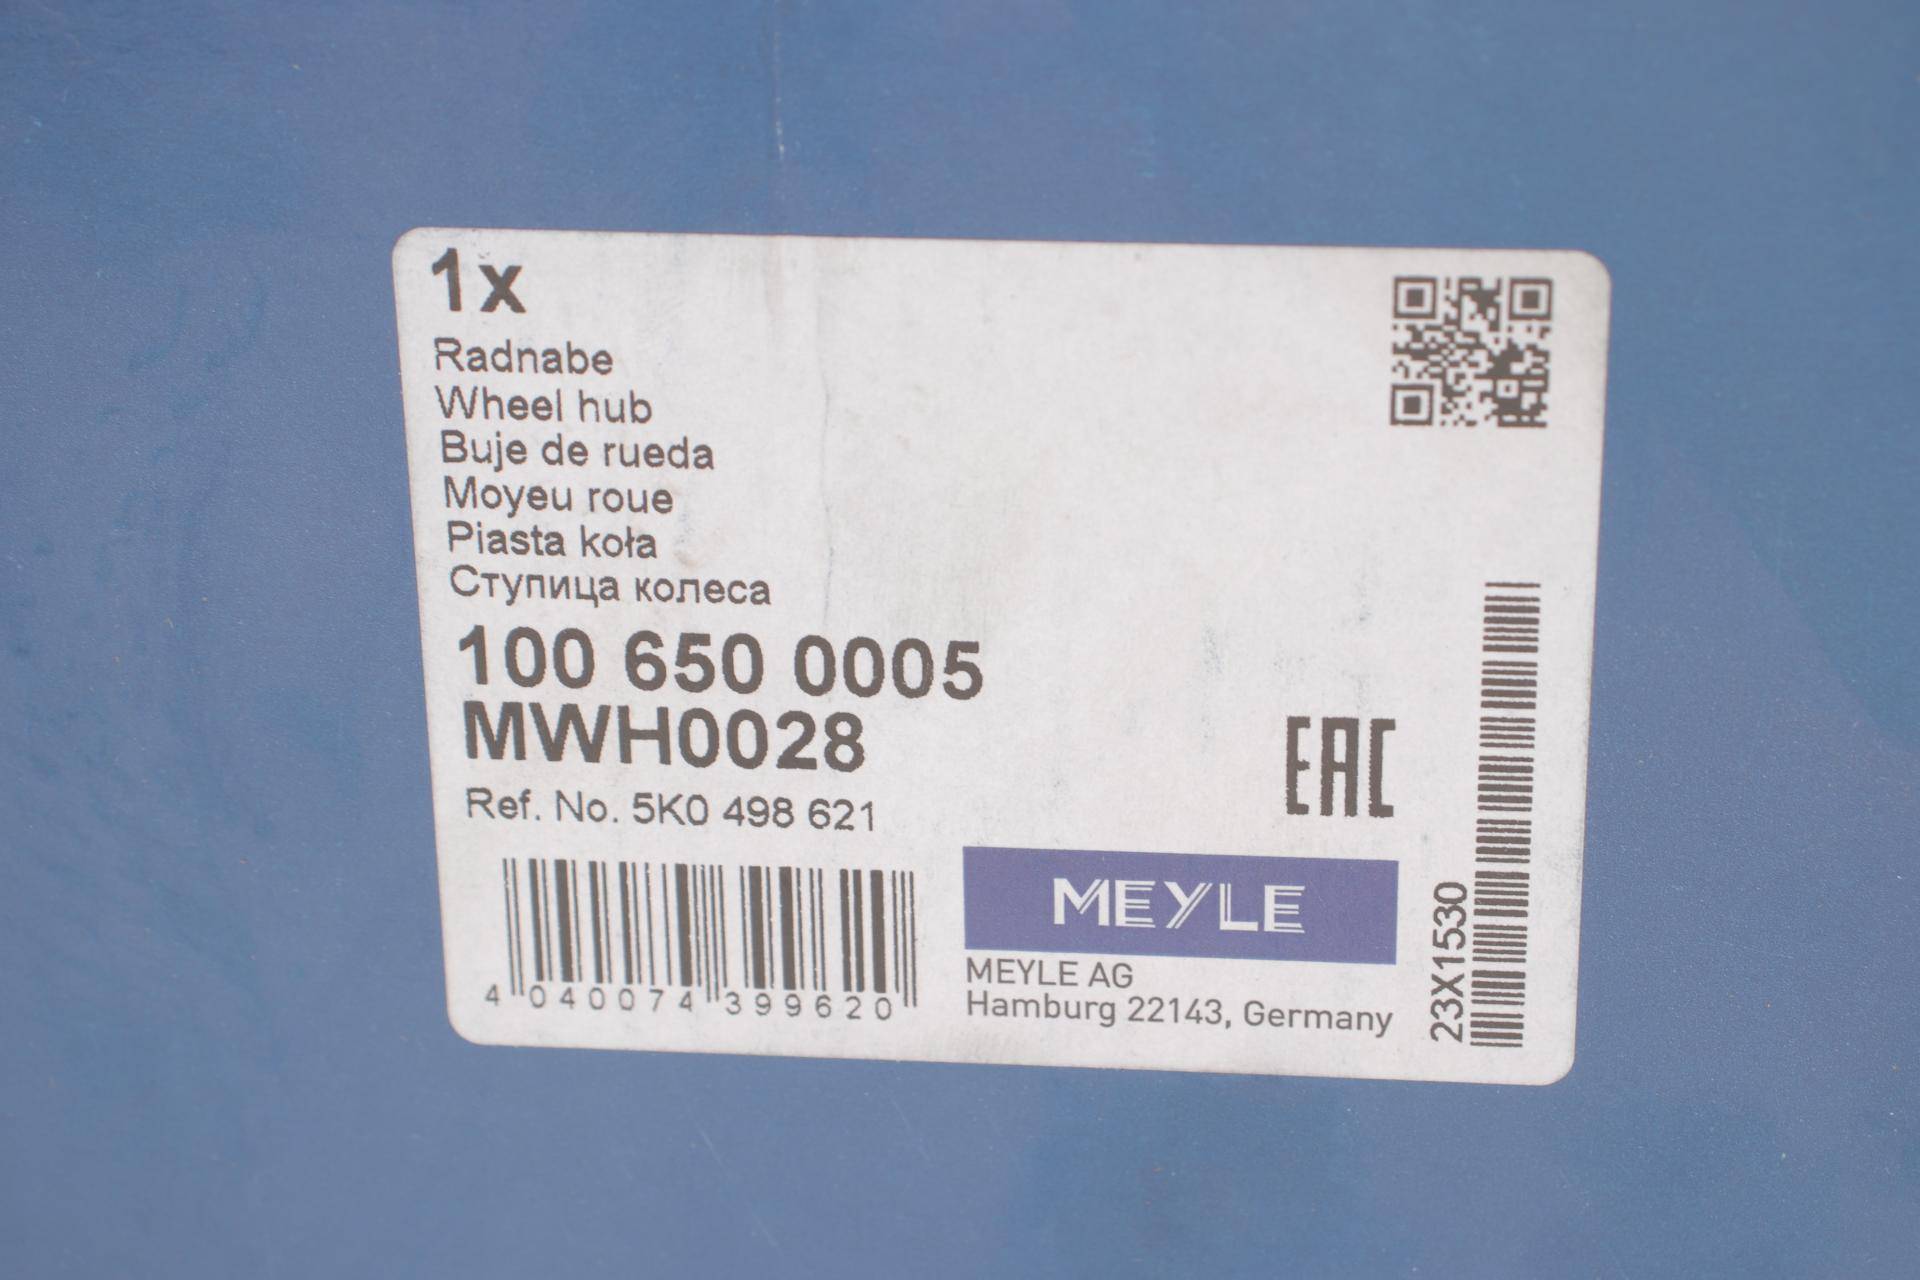 1x
Radnabe
Wheel hub
Buje de rueda
Moyeu roue
Piasta koła
Ступица колеса
100 650 0005
MWH0028
Ref. No. 5K0 498 621
4 040074 399620
EAC
MEYLE
MEYLE AG
Hamburg 22143, Germany
23X1530